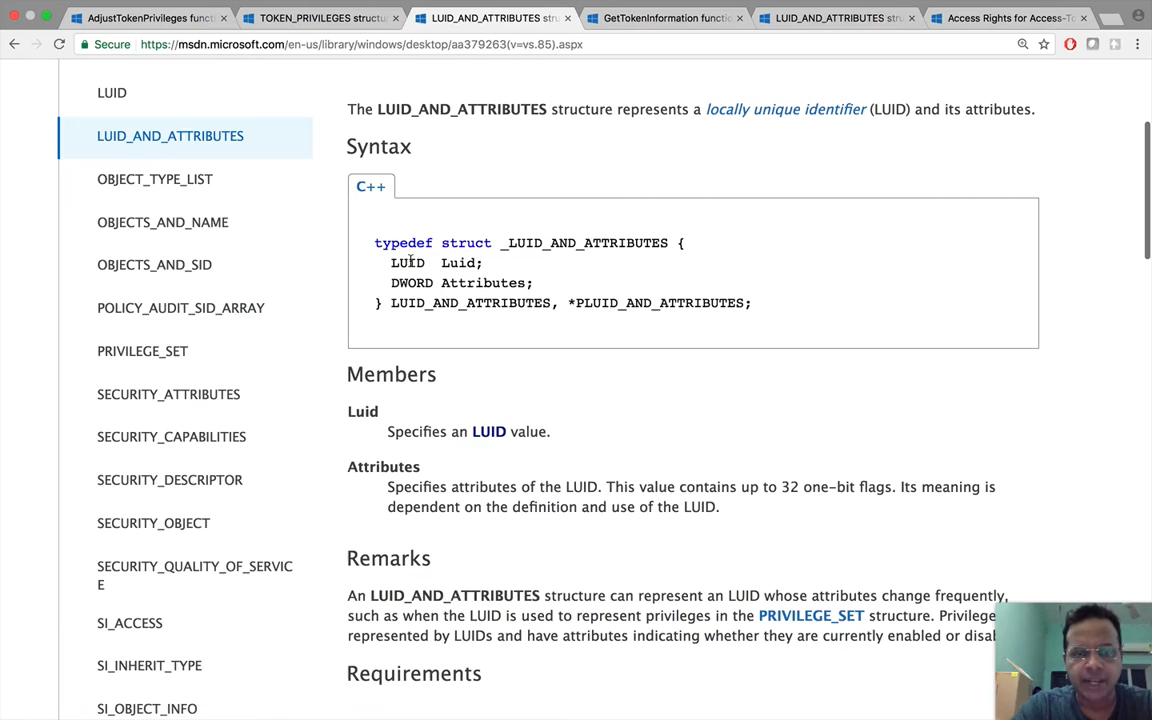 AdjustTokenPrivileges funct
TOKEN_PRIVILEGES structu
LUID_AND_ATTRIBUTES stru
GetTokenInformation functio
LUID_AND_ATTRIBUTES stru
Access Rights for Access-To
Secure
https://msdn.microsoft.com/en-us/library/windows/desktop/aa379263(v=vs.85).aspx
LUID
LUID_AND_ATTRIBUTES
OBJECT_TYPE_LIST
OBJECTS_AND_NAME
OBJECTS_AND_SID
POLICY_AUDIT_SID_ARRAY
PRIVILEGE_SET
SECURITY_ATTRIBUTES
SECURITY_CAPABILITIES
SECURITY_DESCRIPTOR
SECURITY_OBJECT
SECURITY_QUALITY_OF_SERVIC
E
SI_ACCESS
SI_INHERIT_TYPE
SI_OBJECT_INFO
The LUID_AND_ATTRIBUTES structure represents a locally unique identifier (LUID) and its attributes.
Syntax
C++
typedef struct _LUID_AND_ATTRIBUTES {
LUID Luid;
DWORD Attributes;
} LUID_AND_ATTRIBUTES, *PLUID_AND_ATTRIBUTES;
Members
Luid
Specifies an LUID value.
Attributes
Specifies attributes of the LUID. This value contains up to 32 one-bit flags. Its meaning is
dependent on the definition and use of the LUID.
Remarks
An LUID_AND_ATTRIBUTES structure can represent an LUID whose attributes change frequently,
such as when the LUID is used to represent privileges in the PRIVILEGE_SET structure. Privilege
represented by LUIDs and have attributes indicating whether they are currently enabled or disa
Requirements